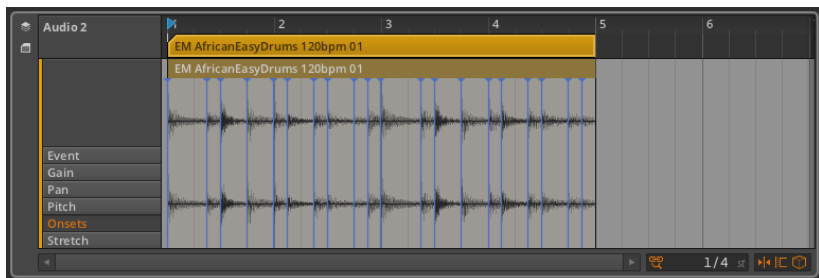 Audio 2
2 3 4 5 6
EM AfricanEasyDrums 120bpm 01
EM AfricanEasyDrums 120bpm 01
Event
Gain
Pan
Pitch
Onsets
Stretch
1/4 st